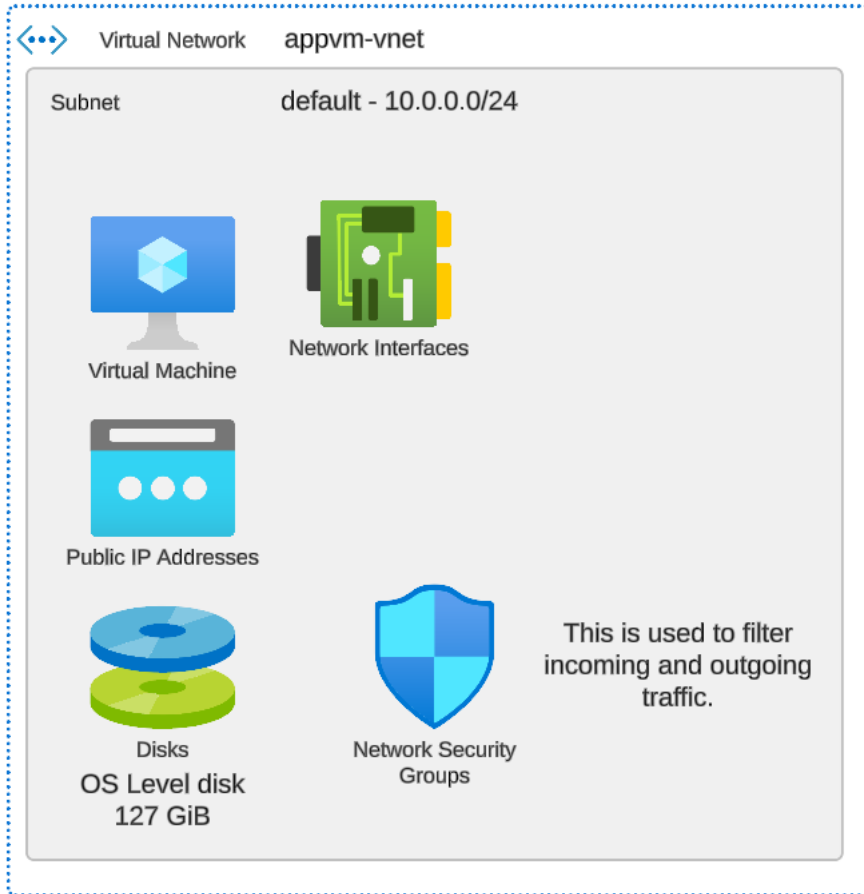 Virtual Network appvm-vnet
Subnet default - 10.0.0.0/24
Virtual Machine
Network Interfaces
Public IP Addresses
Disks
OS Level disk
127 GiB
Network Security
Groups
This is used to filter
incoming and outgoing
traffic.